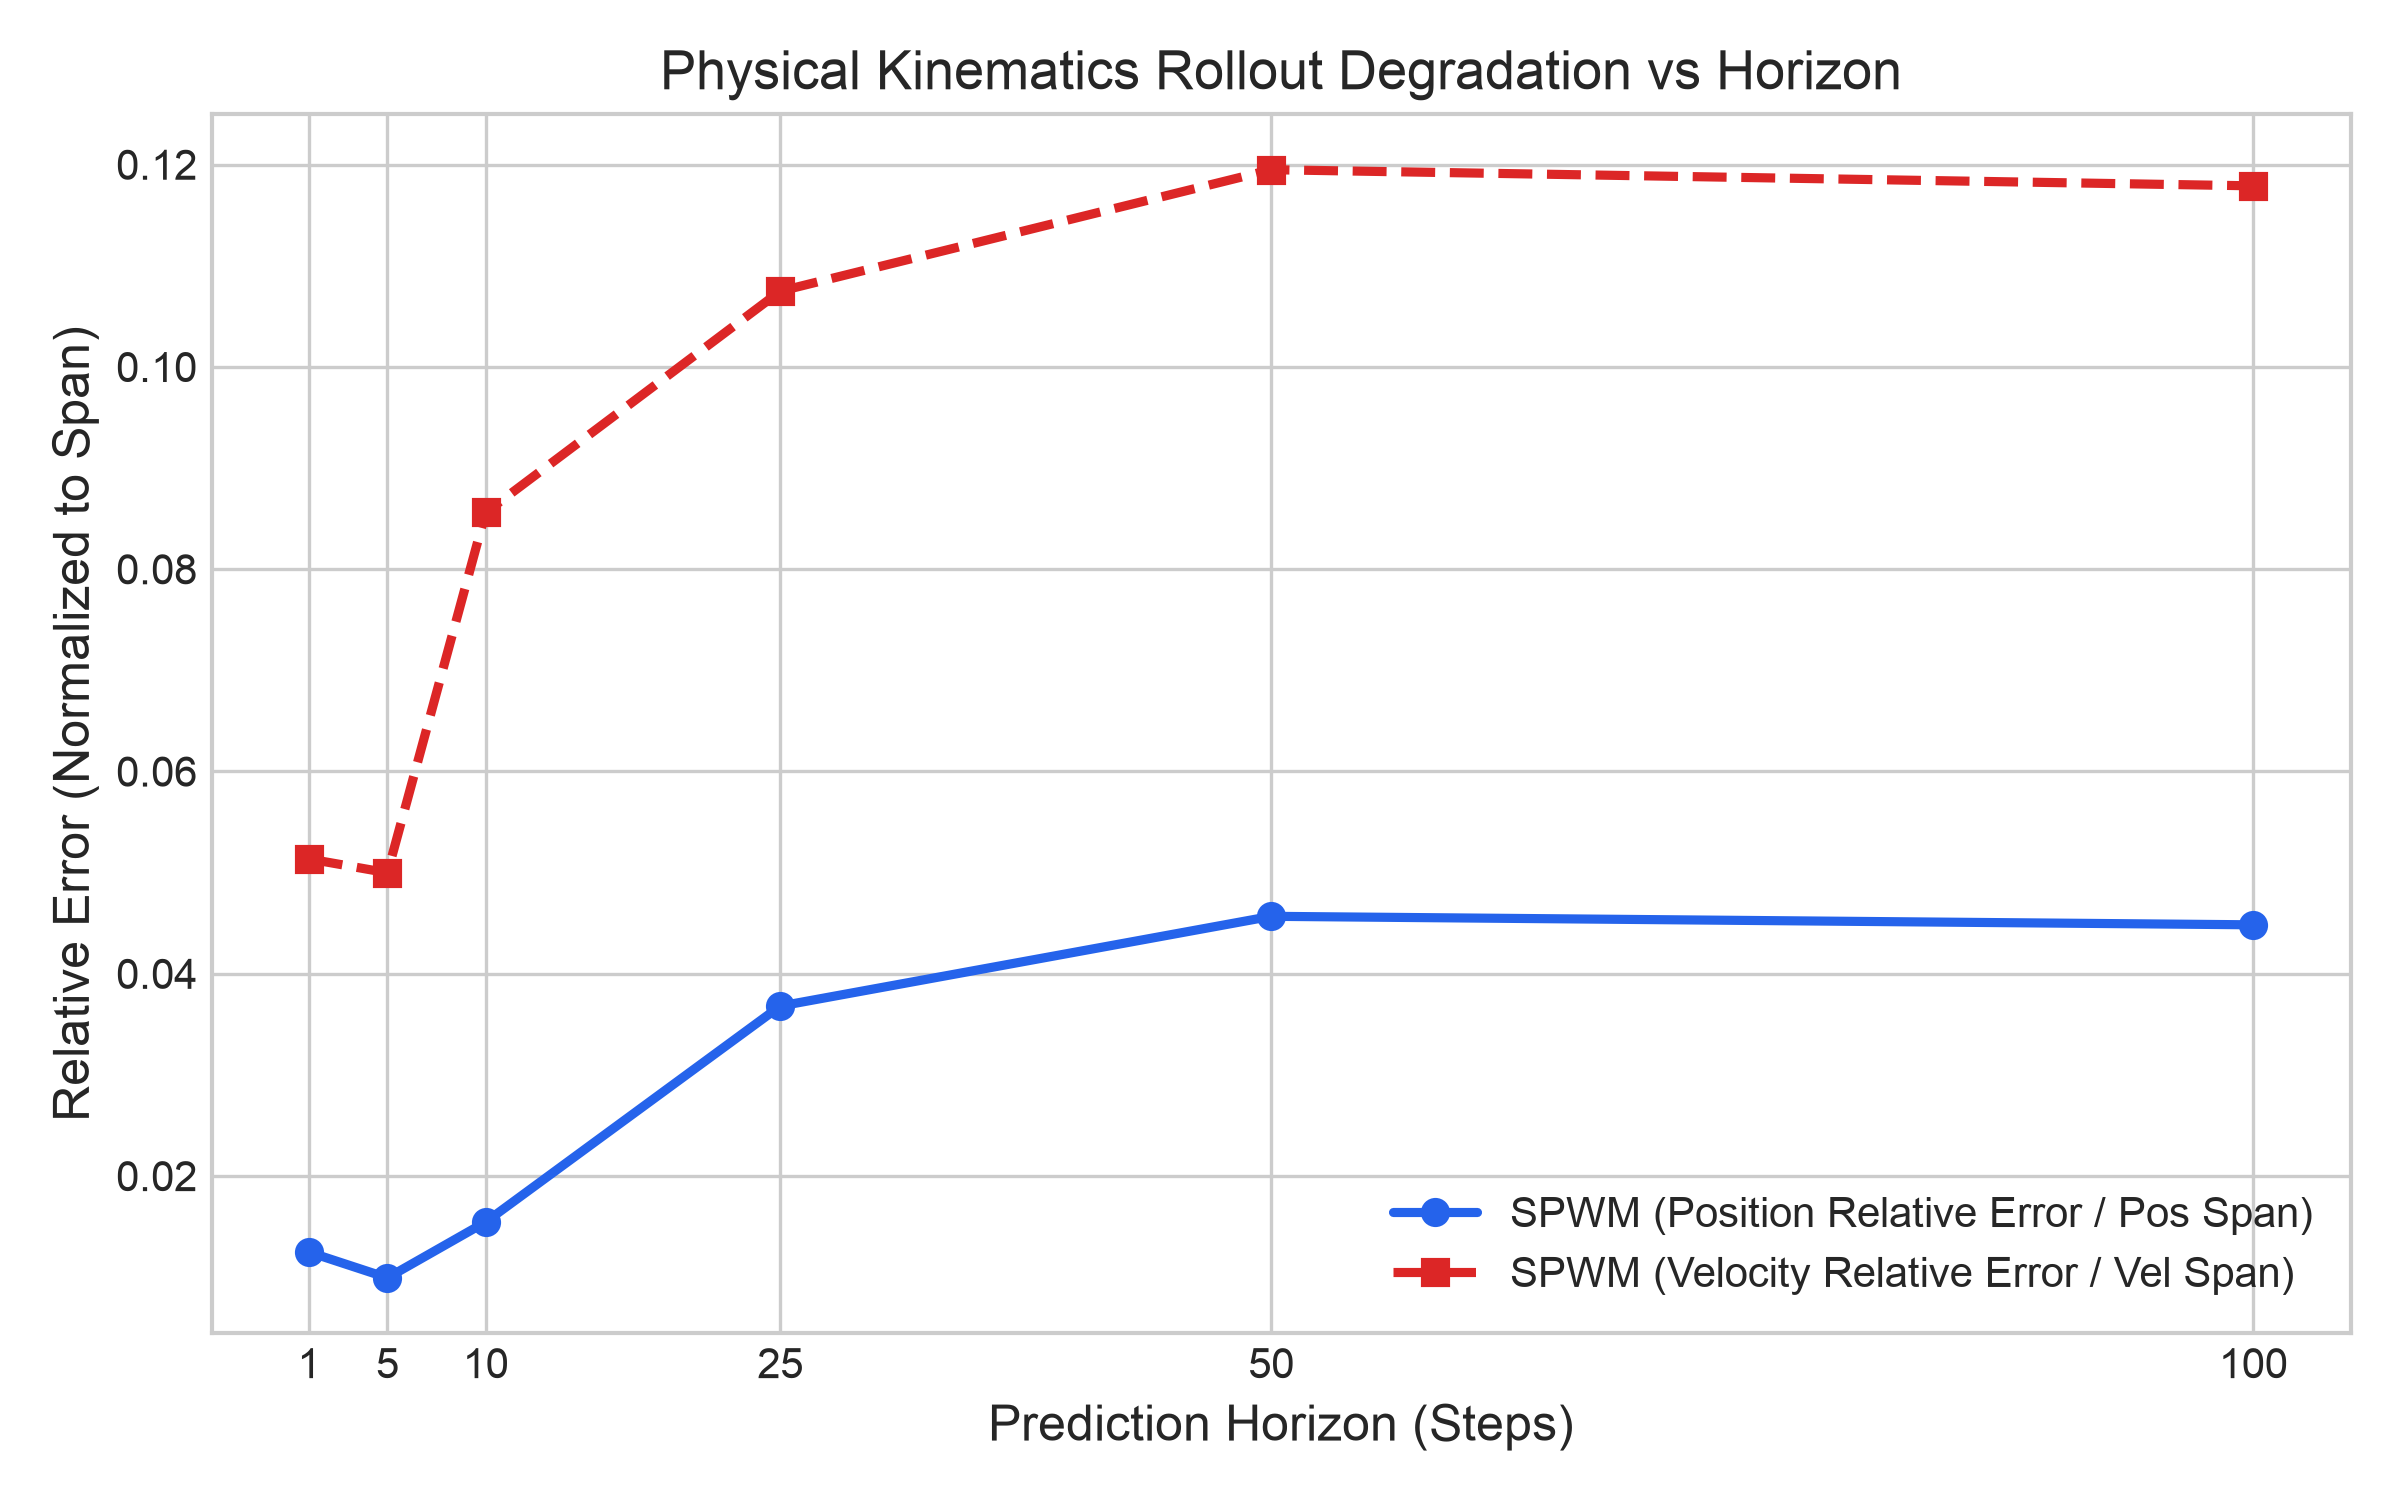 Physical Kinematics Rollout Degradation vs Horizon
Relative Error (Normalized to Span)
0.12
0.10
0.08
0.06
0.04
0.02
SPWM (Position Relative Error / Pos Span)
SPWM (Velocity Relative Error / Vel Span)
1 5 10 25 50 100
Prediction Horizon (Steps)